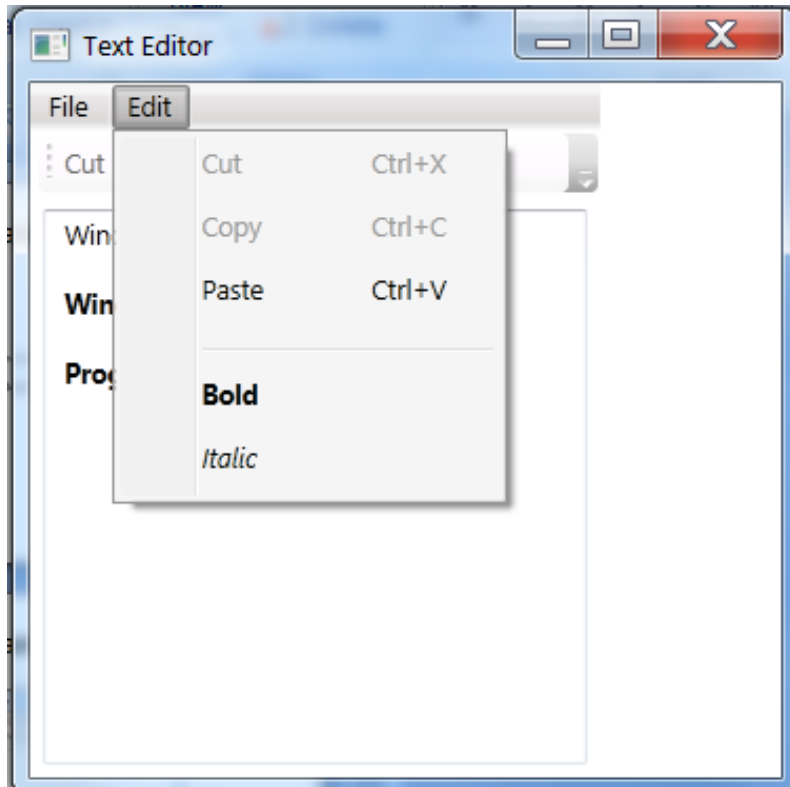 Text Editor
File Edit
Cut
Cut Ctrl+X
Copy Ctrl+C
Paste Ctrl+V
Bold
Italic